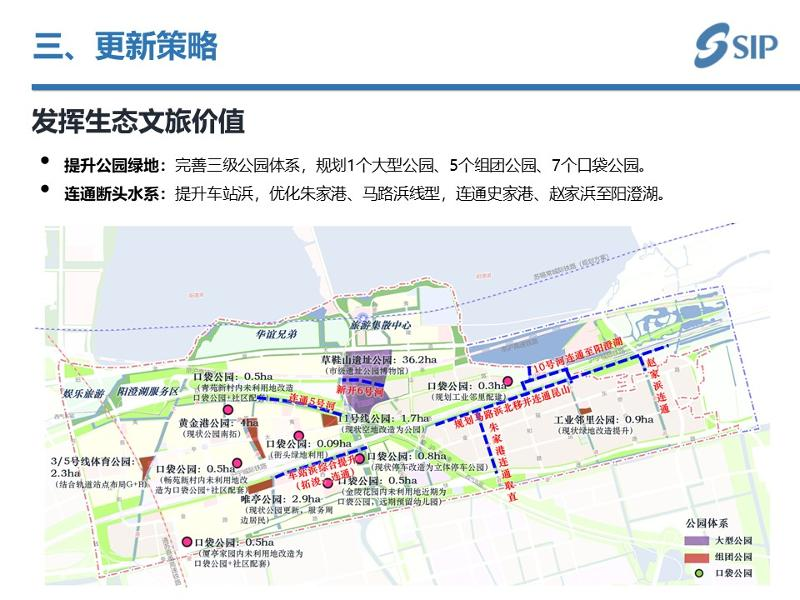 三、更新策略
SIP
发挥生态文旅价值
• 提升公园绿地：完善三级公园体系，规划1个大型公园、5个组团公园、7个口袋公园。
• 连通断头水系：提升车站浜，优化朱家港、马路浜线型，连通史家港、赵家浜至阳澄湖。
旅游集散中心
华谊兄弟
草鞋山遗址公园：36.2ha
（市级遗址公园博物馆）
10号河连通至阳澄湖
赵家浜连通
口袋公园：0.5ha
（青苑新村内未利用地改造
口袋公园+社区配套）
新开6号河
口袋公园：0.3ha
（规划工业邻里配建）
娱乐旅游
阳澄湖服务区
连通5号河
规划马路浜北移并连通昆山
黄金港公园：4ha
（现状公园南拓）
11号线公园：1.7ha
（现状空地改造为公园）
工业邻里公园：0.9ha
（现状绿地改造提升）
朱家港连通取直
口袋公园：0.09ha
（街头绿地利用）
3/5号线体育公园：
2.3ha
（结合轨道站点布局G+B）
口袋公园：0.5ha
（畅苑新村内未利用地改
造为口袋公园+社区配套）
车站浜综合提升
（拓浚、连通）
口袋公园：0.8ha
（现状停车改造为立体停车公园）
口袋公园：0.5ha
（金陵花园内未利用地近期为
口袋公园，远期预留幼儿园）
唯亭公园：2.9ha
（现状公园更新，服务周
边居民）
口袋公园：0.5ha
（厦亭家园内未利用地改造为
口袋公园+社区配套）
公园体系
大型公园
组团公园
口袋公园